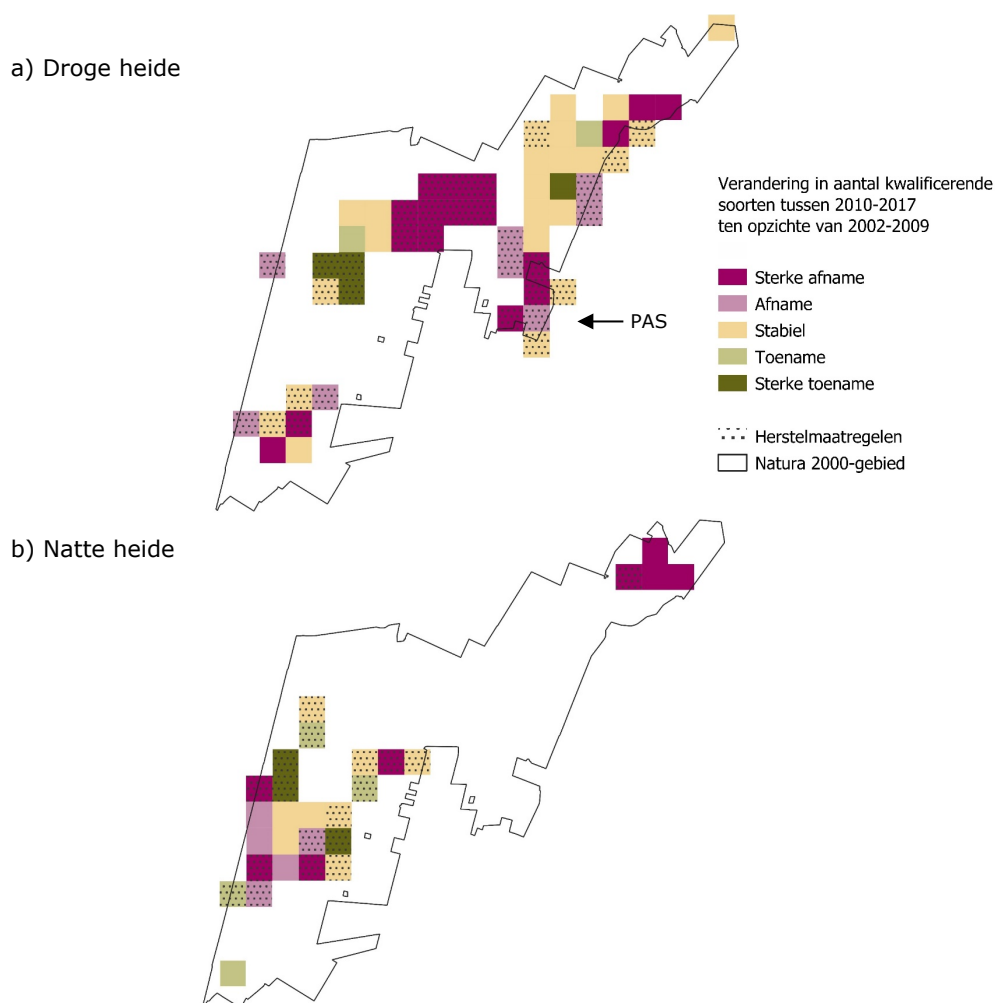 a) Droge heide
Verandering in aantal kwalificerende
soorten tussen 2010-2017
ten opzichte van 2002-2009
Sterke afname
Afname
Stabiel
Toename
Sterke toename
Herstelmaatregelen
Natura 2000-gebied
PAS
b) Natte heide